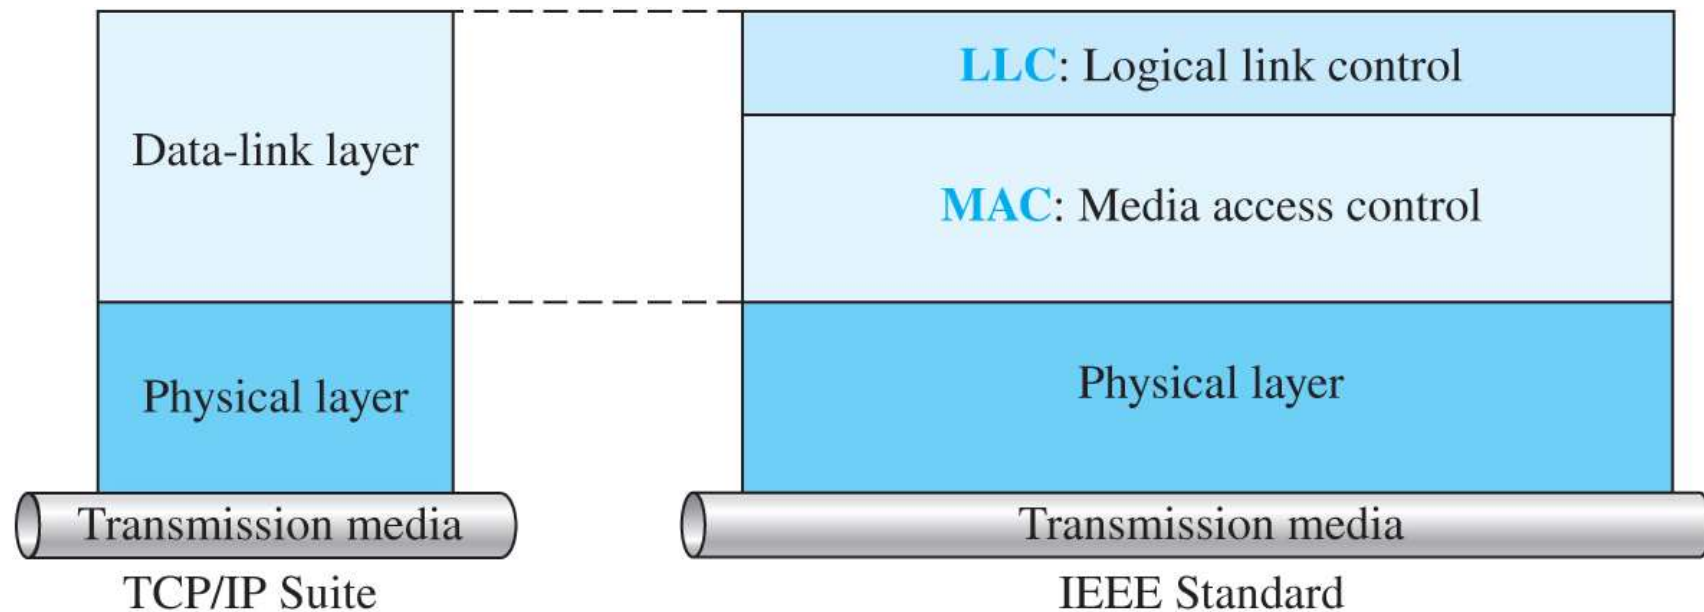 Data-link layer
Physical layer
Transmission media
TCP/IP Suite
LLC: Logical link control
MAC: Media access control
Physical layer
Transmission media
IEEE Standard